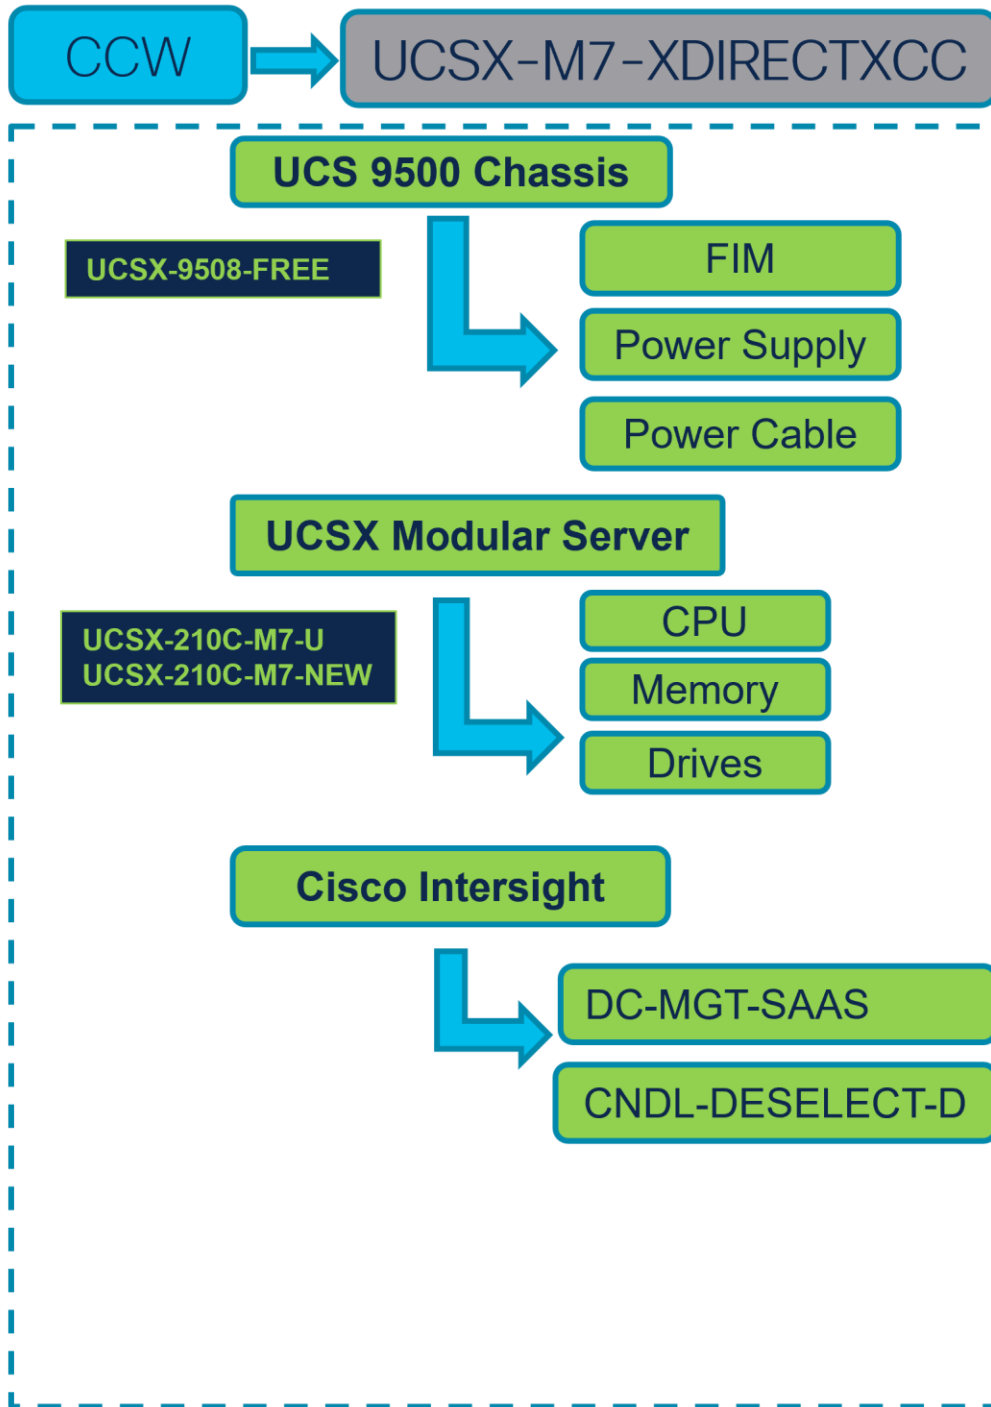 CCW
UCSX-M7-XDIRECTXCC
UCS 9500 Chassis
UCSX-9508-FREE
FIM
Power Supply
Power Cable
UCSX Modular Server
UCSX-210C-M7-U
UCSX-210C-M7-NEW
CPU
Memory
Drives
Cisco Intersight
DC-MGT-SAAS
CNDL-DESELECT-D